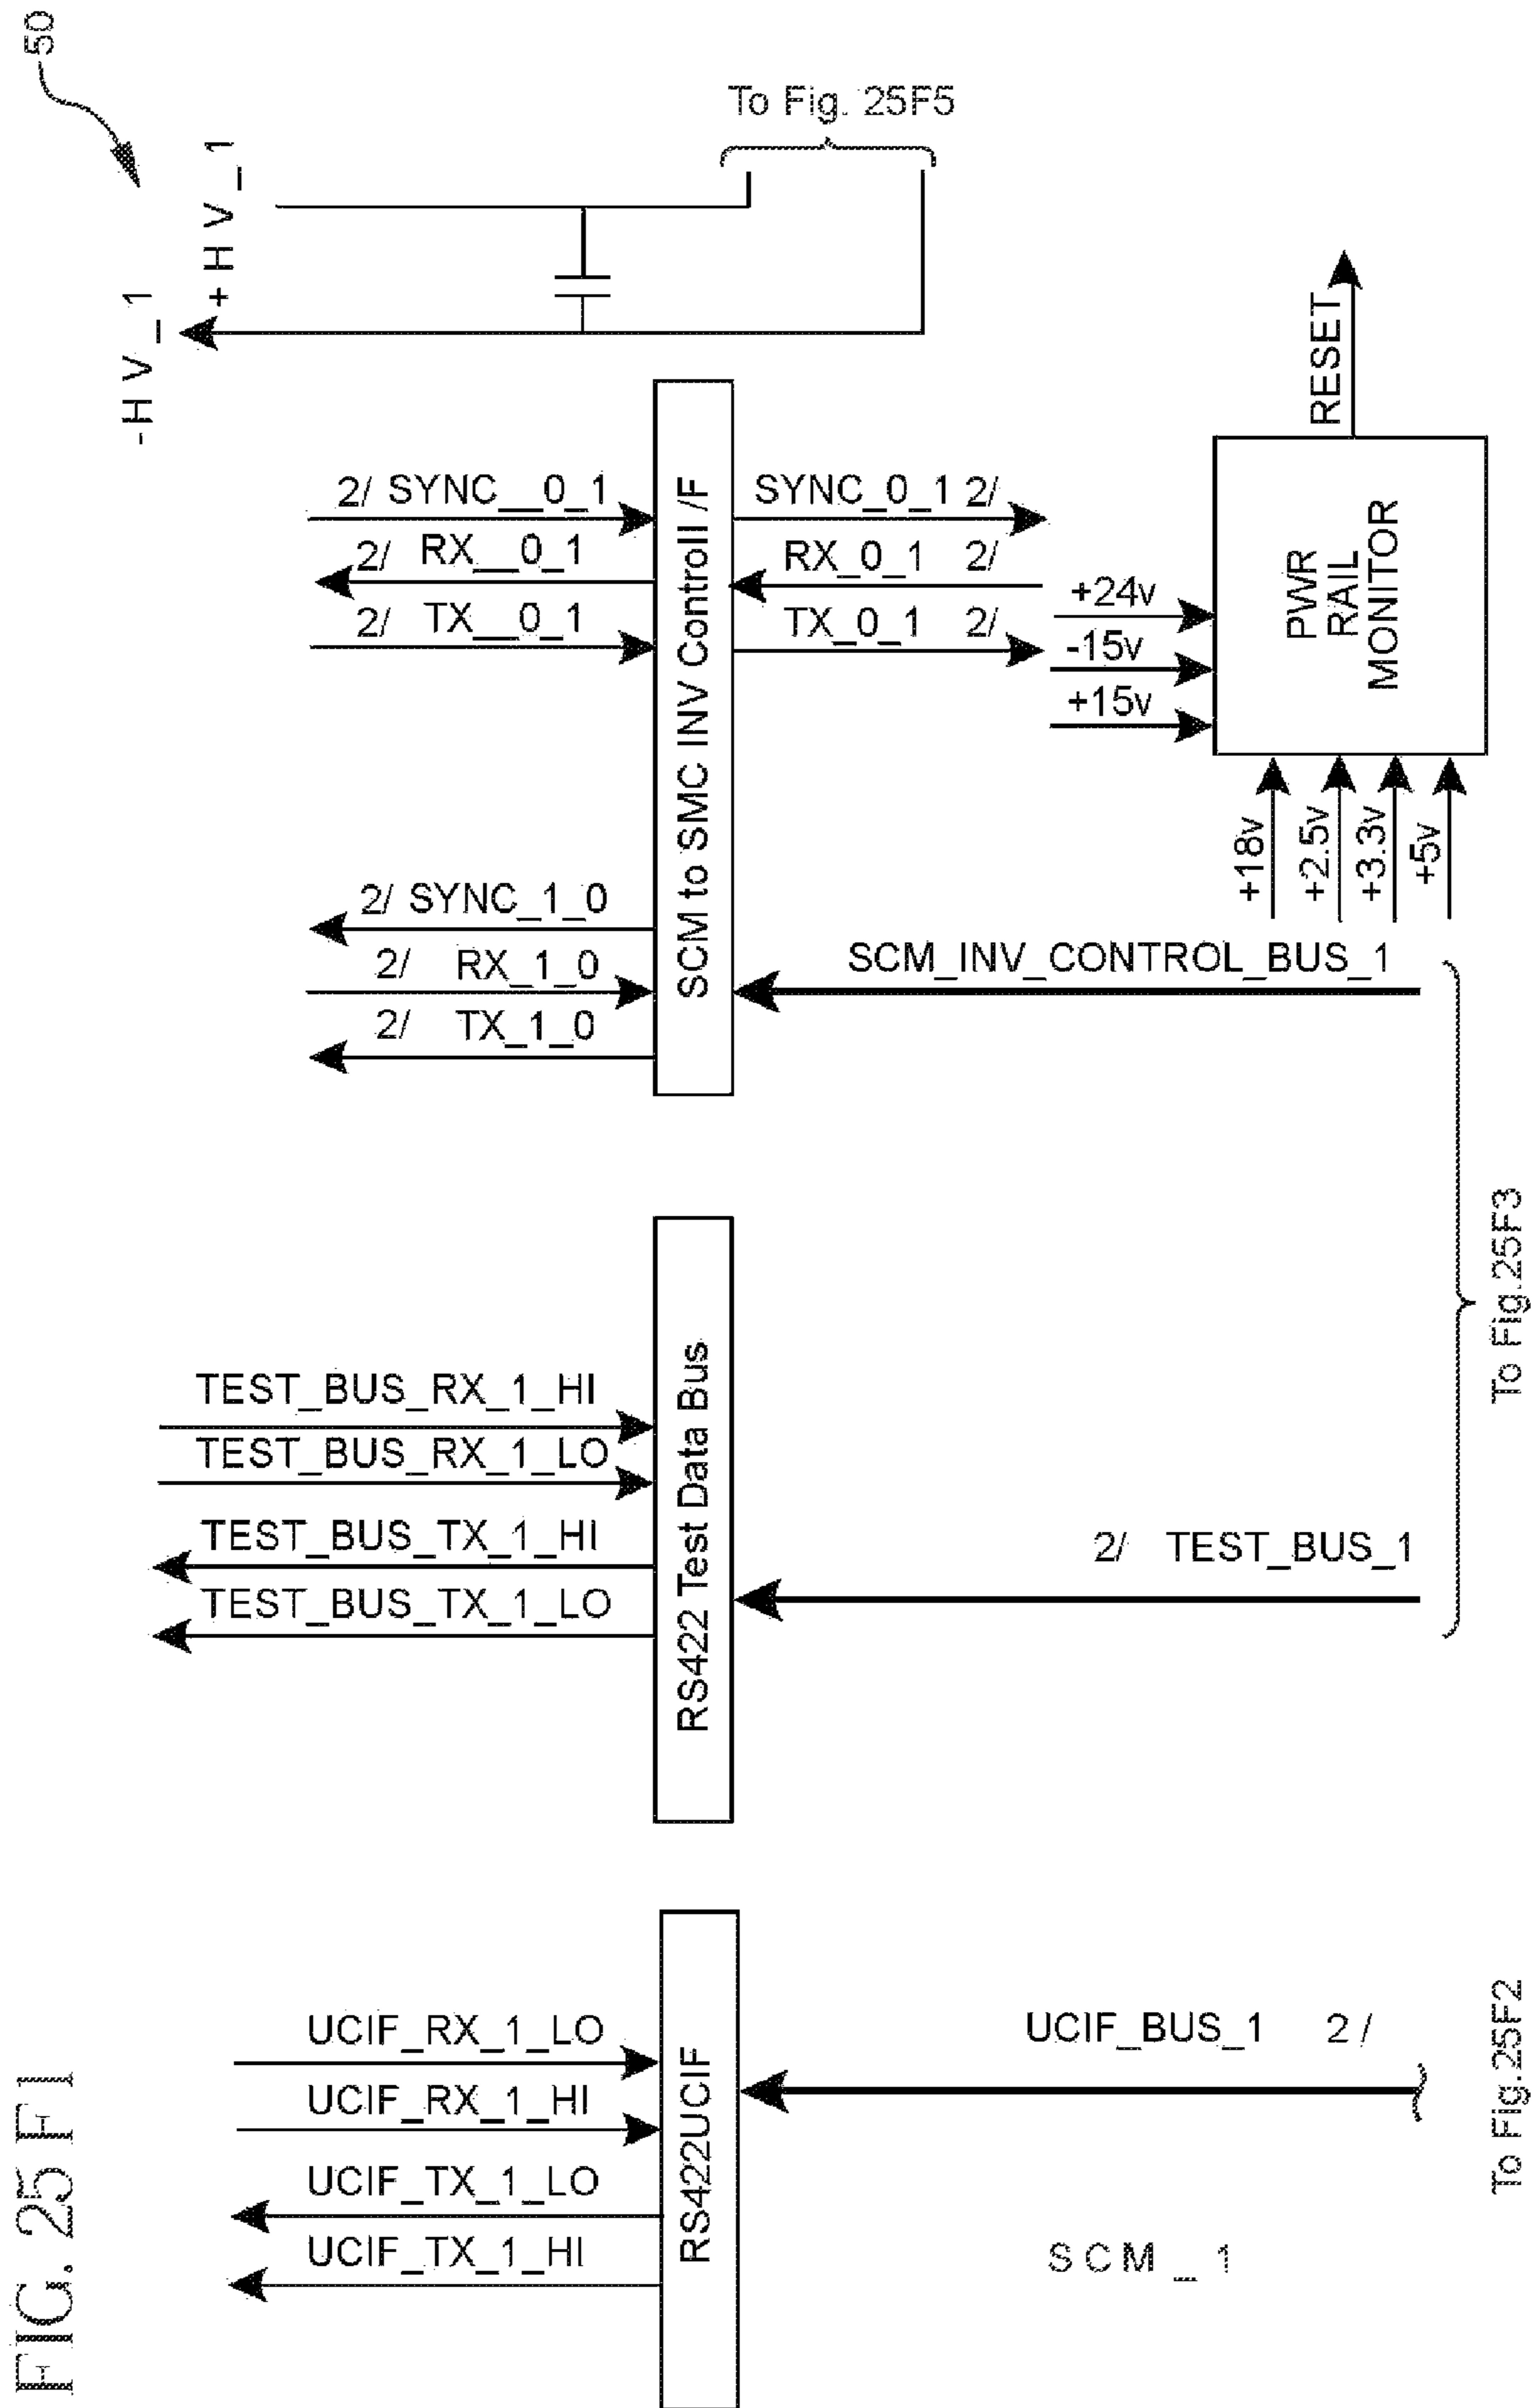 FIG. 25 F1
50
-HV_1
+HV_1
To Fig. 25F5
UCIF_TX_1_HI
UCIF_TX_1_LO
UCIF_RX_1_HI
UCIF_RX_1_LO
RS422UCIF
UCIF_BUS_1 2/
SCM_1
To Fig.25F2
TEST_BUS_TX_1_LO
TEST_BUS_TX_1_HI
TEST_BUS_RX_1_LO
TEST_BUS_RX_1_HI
RS422 Test Data Bus
2/ TEST_BUS_1
To Fig.25F3
2/ TX_1_0
2/ RX_1_0
2/ SYNC_1_0
2/ TX__0_1
2/ RX__0_1
2/ SYNC__0_1
SCM to SMC INV Controll /F
SCM_INV_CONTROL_BUS_1
TX_0_1 2/
RX_0_1 2/
SYNC_0_1 2/
+15v
-15v
+24v
+18v
+2.5v
+3.3v
+5v
PWR
RAIL
MONITOR
RESET